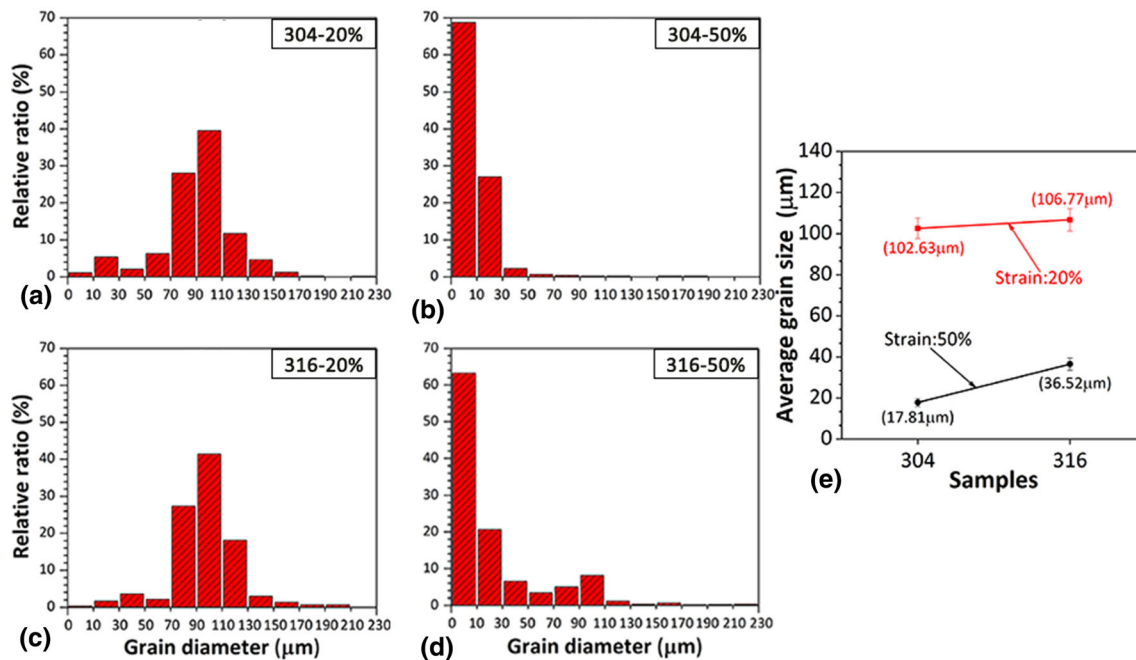 70
60
50
40
30
20
10
0
Relative ratio (%)
304-20%
(a)
0 10 30 50 70 90 110 130 150 170 190 210 230
70
60
50
40
30
20
10
0
304-50%
(b)
0 10 30 50 70 90 110 130 150 170 190 210 230
70
60
50
40
30
20
10
0
Relative ratio (%)
316-20%
(c)
0 10 30 50 70 90 110 130 150 170 190 210 230
Grain diameter (μm)
70
60
50
40
30
20
10
0
316-50%
(d)
0 10 30 50 70 90 110 130 150 170 190 210 230
Grain diameter (μm)
140
120
100
80
60
40
20
0
Average grain size (μm)
(106.77μm)
(102.63μm)
Strain:20%
Strain:50%
(36.52μm)
(17.81μm)
304 316
(e)
Samples